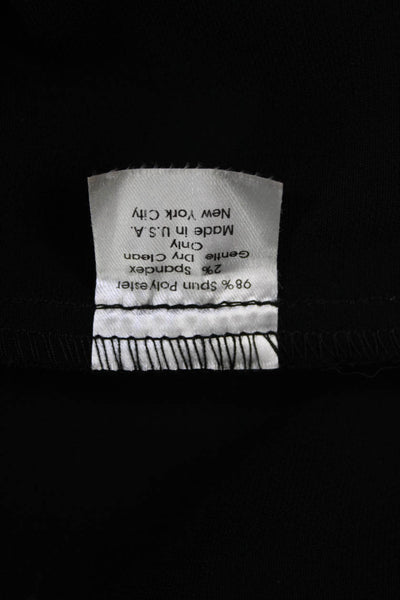 98% Spun Polyester
2% Spandex
Gentle Dry Clean
Only
Made in U.S.A.
New York City